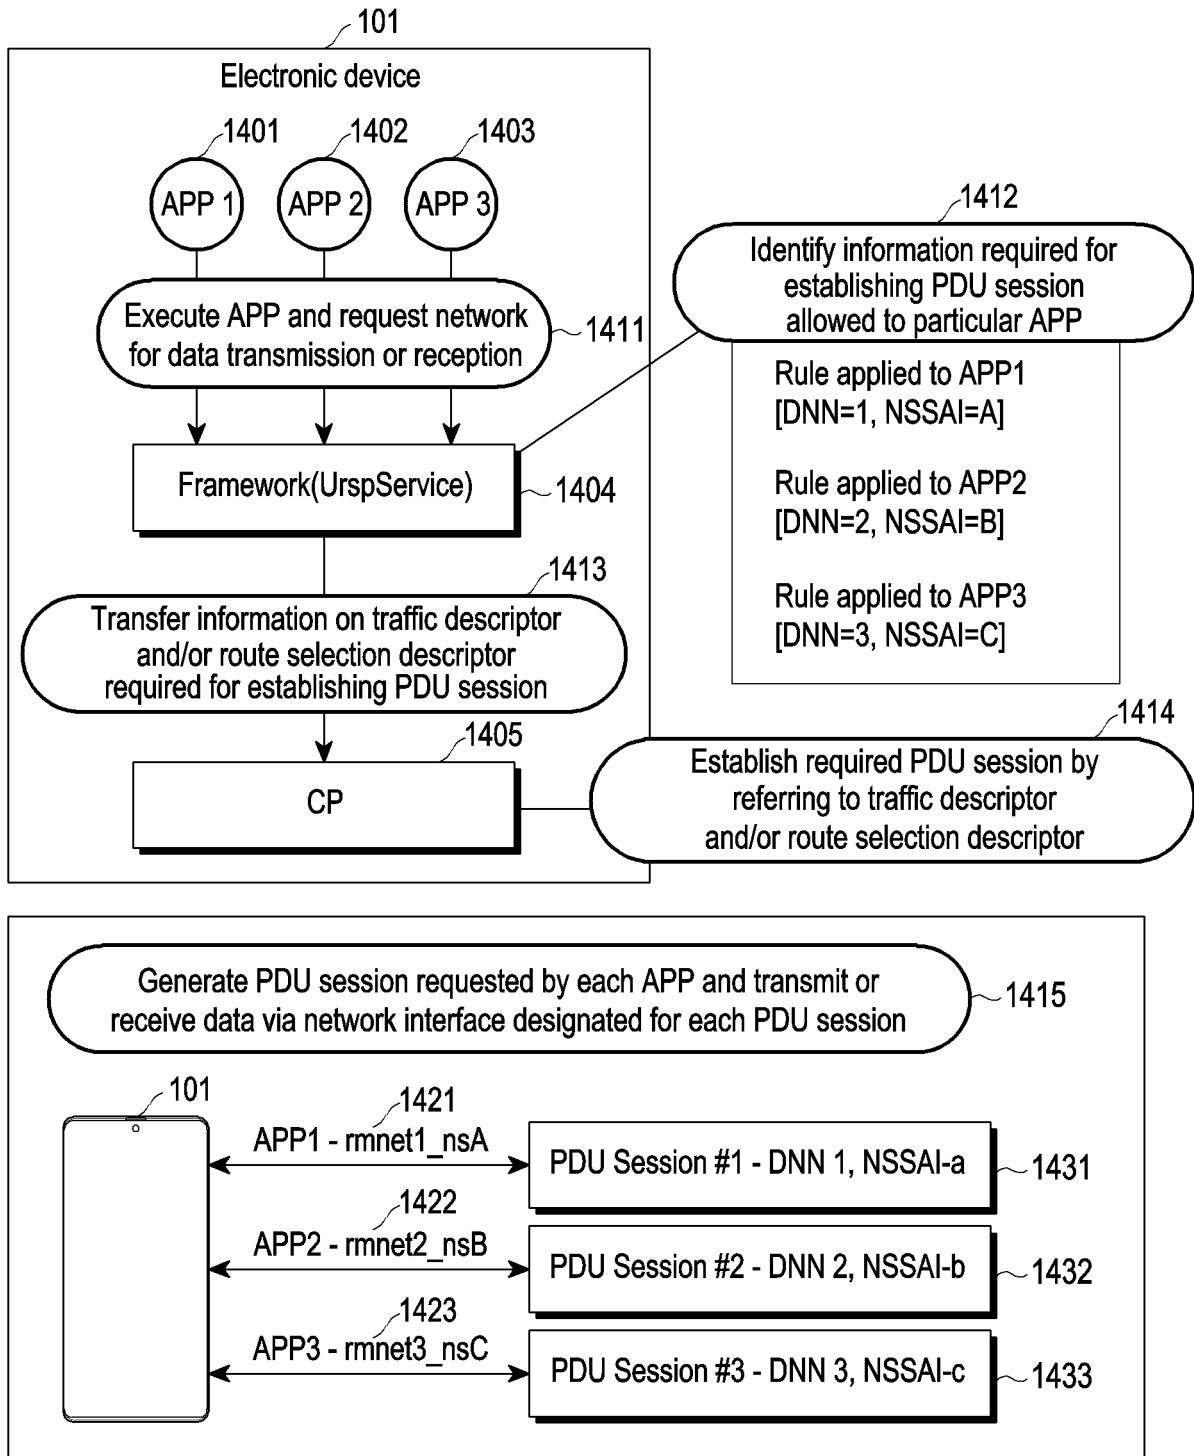 101
Electronic device
1401
1402
1403
APP 1
APP 2
APP 3
1412
Identify information required for
establishing PDU session
allowed to particular APP
Execute APP and request network
for data transmission or reception
1411
Rule applied to APP1
[DNN=1, NSSAI=A]
Rule applied to APP2
[DNN=2, NSSAI=B]
Rule applied to APP3
[DNN=3, NSSAI=C]
Framework(UrspService)
1404
1413
Transfer information on traffic descriptor
and/or route selection descriptor
required for establishing PDU session
1405
CP
1414
Establish required PDU session by
referring to traffic descriptor
and/or route selection descriptor
Generate PDU session requested by each APP and transmit or
receive data via network interface designated for each PDU session
1415
101
1421
APP1 - rmnet1_nsA
PDU Session #1 - DNN 1, NSSAI-a
1431
1422
APP2 - rmnet2_nsB
PDU Session #2 - DNN 2, NSSAI-b
1432
1423
APP3 - rmnet3_nsC
PDU Session #3 - DNN 3, NSSAI-c
1433